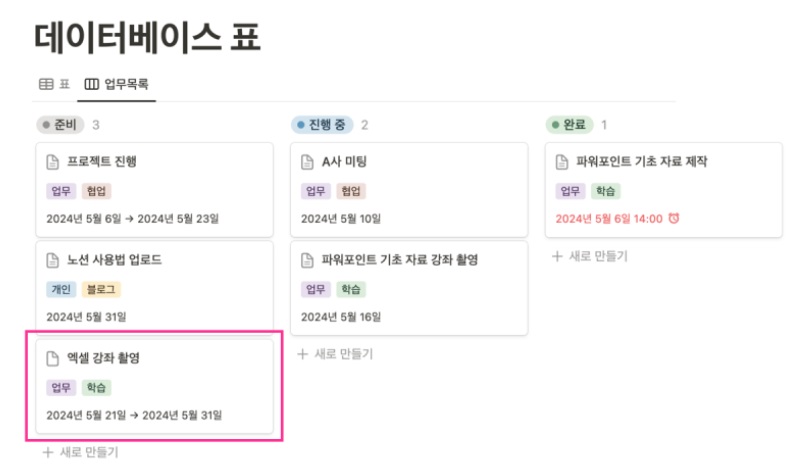 데이터베이스 표
표 업무목록
준비 3
프로젝트 진행
업무 협업
2024년 5월 6일 → 2024년 5월 23일
노션 사용법 업로드
개인 블로그
2024년 5월 31일
엑셀 강좌 촬영
업무 학습
2024년 5월 21일 → 2024년 5월 31일
+ 새로 만들기
진행 중 2
A사 미팅
업무 협업
2024년 5월 10일
파워포인트 기초 자료 강좌 촬영
업무 학습
2024년 5월 16일
+ 새로 만들기
완료 1
파워포인트 기초 자료 제작
업무 학습
2024년 5월 6일 14:00
+ 새로 만들기